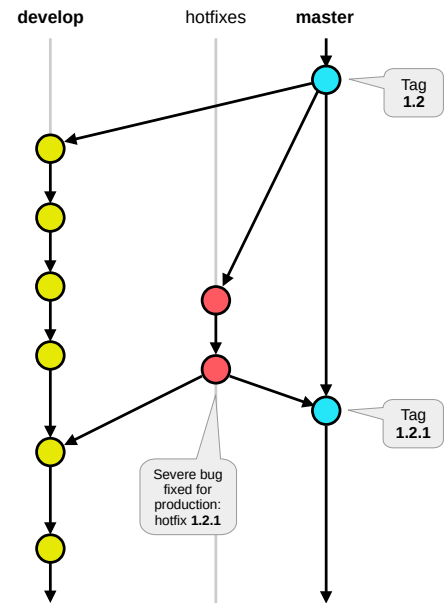 develop
hotfixes
master
Tag
1.2
Tag
1.2.1
Severe bug
fixed for
production:
hotfix 1.2.1